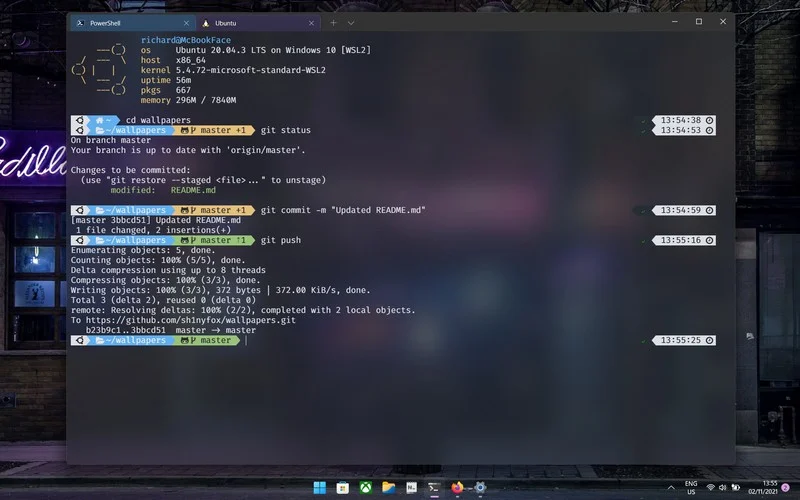 PowerShell
Ubuntu
richard@McBookFace
os Ubuntu 20.04.3 LTS on Windows 10 [WSL2]
host x86_64
kernel 5.4.72-microsoft-standard-WSL2
uptime 56m
pkgs 667
memory 296M / 7840M
~ cd wallpapers 13:54:38
~/wallpapers master +1 git status 13:54:53
On branch master
Your branch is up to date with 'origin/master'.
Changes to be committed:
(use "git restore --staged <file>..." to unstage)
modified: README.md
~/wallpapers master +1 git commit -m "Updated README.md" 13:54:59
[master 3bbcd51] Updated README.md
1 file changed, 2 insertions(+)
~/wallpapers master ↑1 git push 13:55:16
Enumerating objects: 5, done.
Counting objects: 100% (5/5), done.
Delta compression using up to 8 threads
Compressing objects: 100% (3/3), done.
Writing objects: 100% (3/3), 372 bytes | 372.00 KiB/s, done.
Total 3 (delta 2), reused 0 (delta 0)
remote: Resolving deltas: 100% (2/2), completed with 2 local objects.
To https://github.com/sh1nyfox/wallpapers.git
b23b9c1..3bbcd51 master → master
~/wallpapers master 13:55:25
ENG
US
13:55
02/11/2021
2